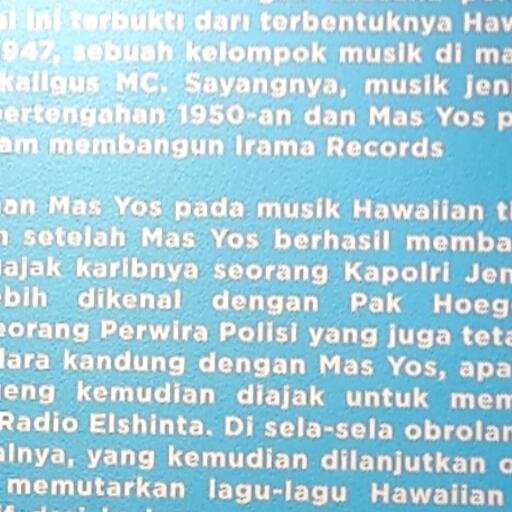 ini terbukti dari terbentuknya Haw
1947, sebuah kelompok musik di ma
kaligus MC. Sayangnya, musik jen
pertengahan 1950-an dan Mas Yos p
am membangun Irama Records
an Mas Yos pada musik Hawaiian t
setelah Mas Yos berhasil memba
ajak karibnya seorang Kapolri Jen
ebih dikenal dengan Pak Hoeg
eorang Perwira Polisi yang juga teta
dara kandung dengan Mas Yos, apa
eng kemudian diajak untuk mem
Radio Elshinta. Di sela-sela obrolan
alnya, yang kemudian dilanjutkan
memutarkan lagu-lagu Hawaiian